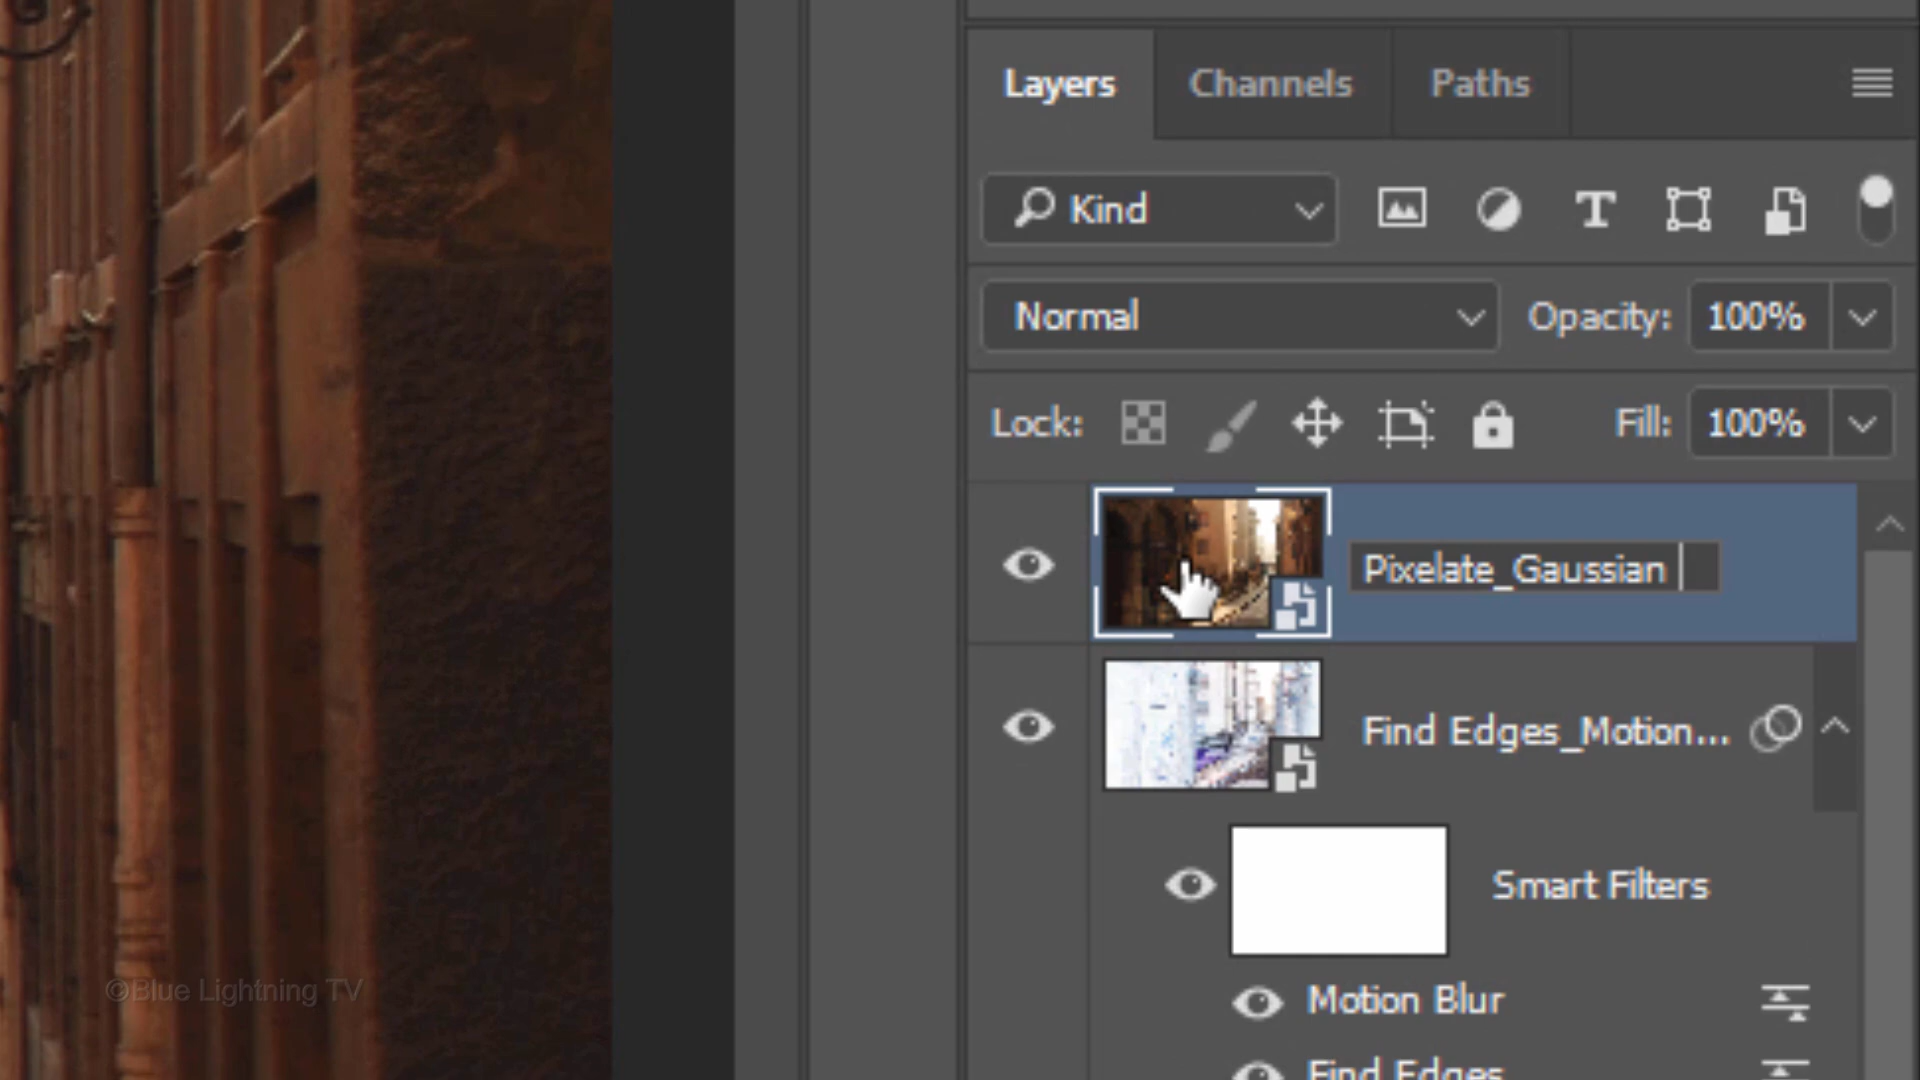 Layers Channels Paths
Kind
Normal Opacity: 100%
Lock: Fill: 100%
Pixelate_Gaussian
Find Edges_Motion...
Smart Filters
Motion Blur
Find Edges
©Blue Lightning TV